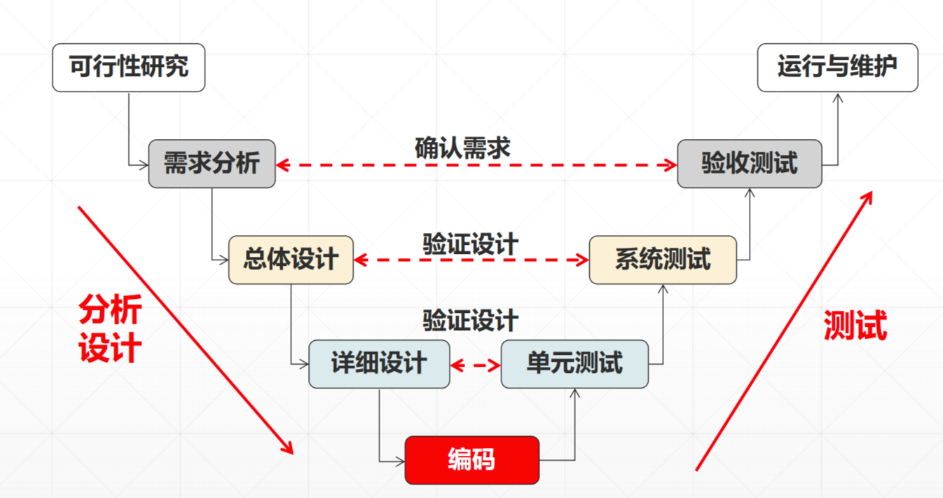 可行性研究
运行与维护
确认需求
需求分析
验收测试
验证设计
总体设计
系统测试
分析
设计
验证设计
测试
详细设计
单元测试
编码